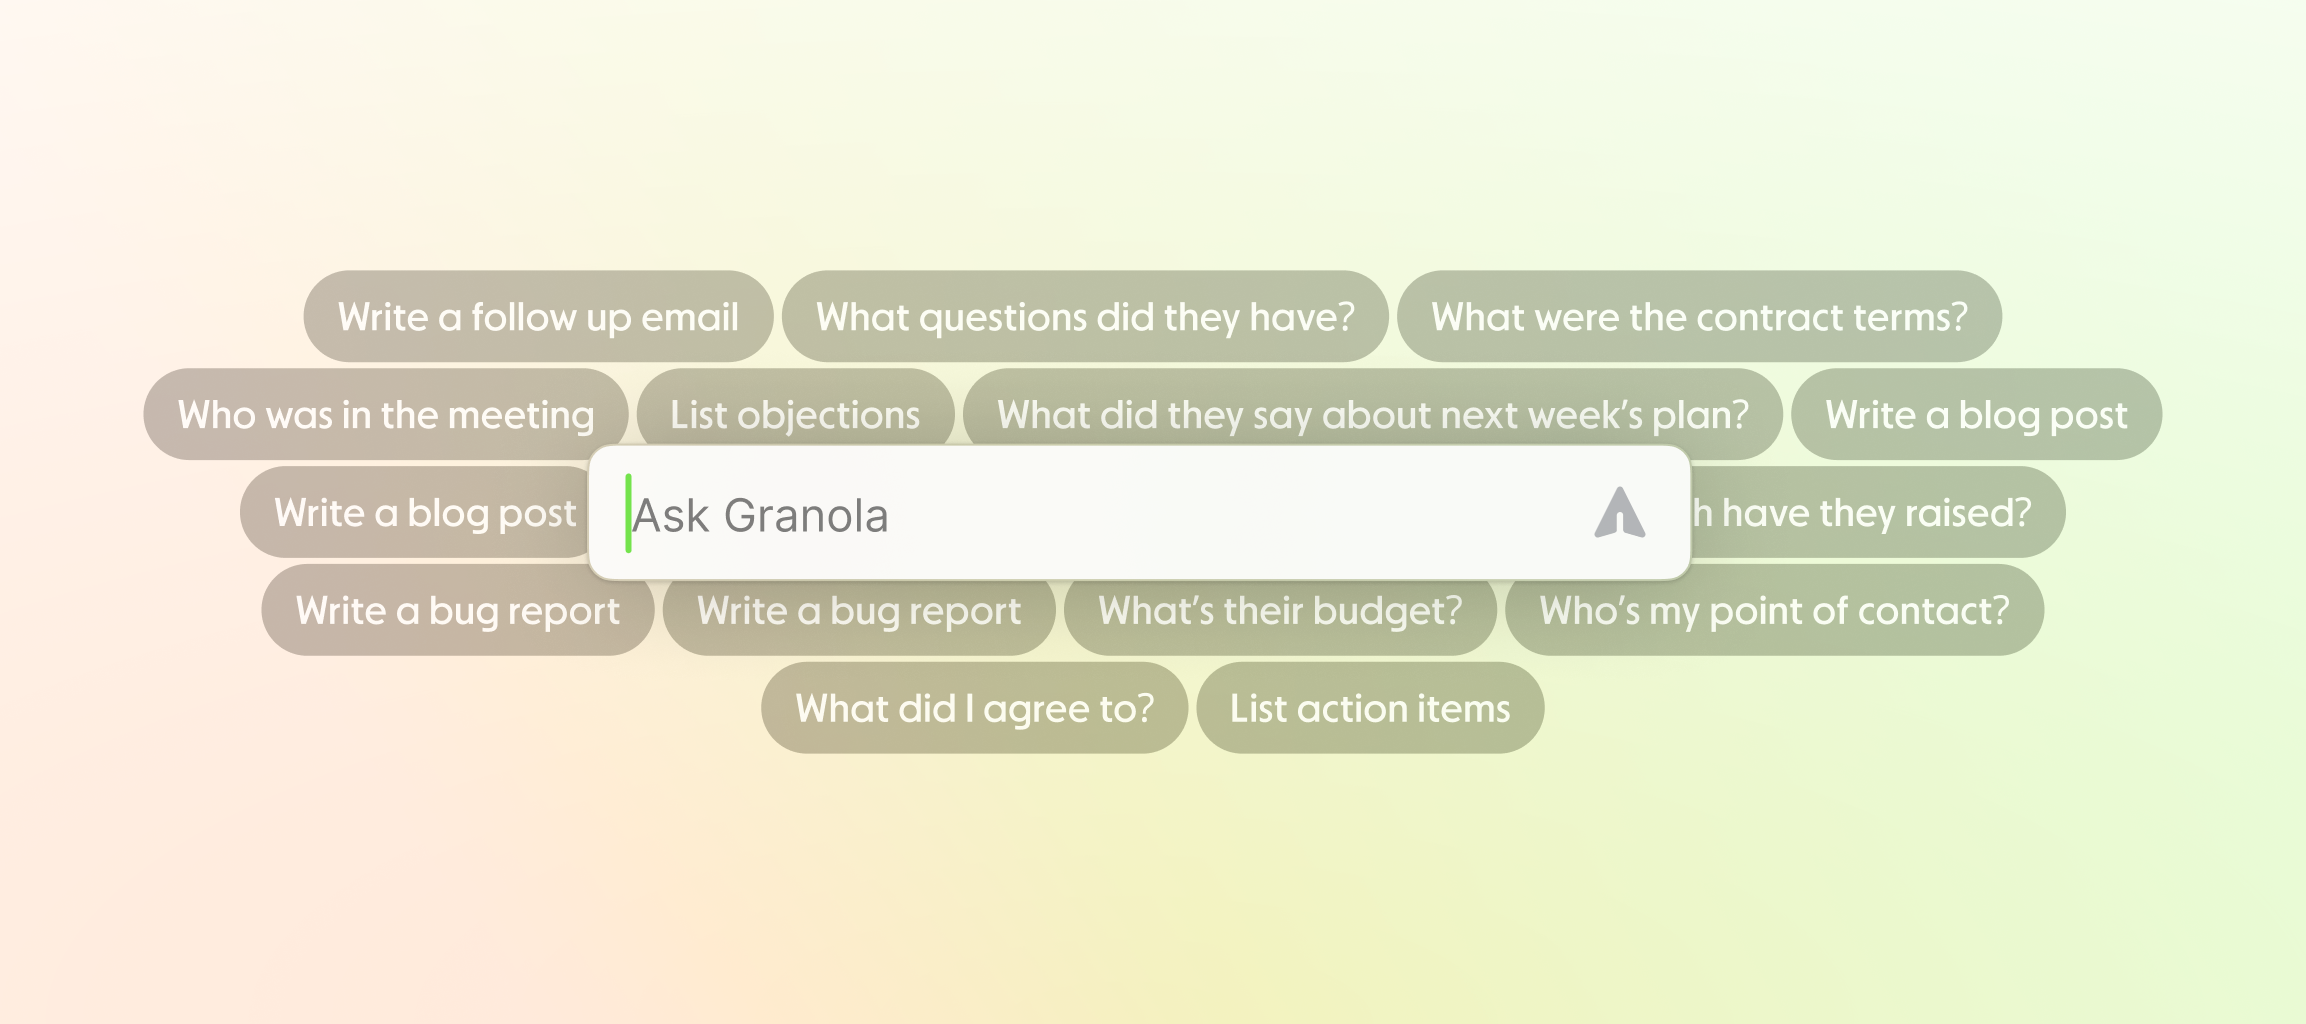 Write a follow up email What questions did they have? What were the contract terms?
Who was in the meeting List objections What did they say about next week’s plan? Write a blog post
Write a blog post Ask Granola have they raised?
Write a bug report Write a bug report What’s their budget? Who’s my point of contact?
What did I agree to? List action items